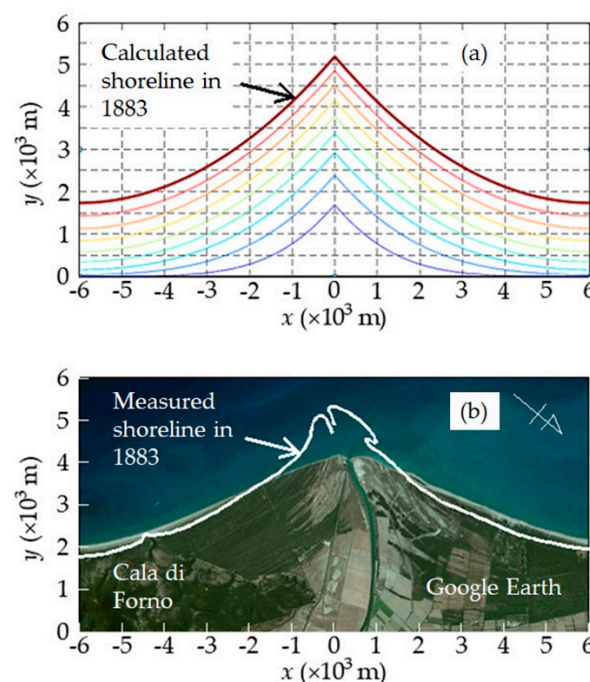 6
5
4
3
2
1
0
y (×10³ m)
Calculated
shoreline in
1883
(a)
-6 -5 -4 -3 -2 -1 0 1 2 3 4 5 6
x (×10³ m)
6
5
4
3
2
1
0
y (×10³ m)
Measured
shoreline in
1883
(b)
Cala di
Forno
Google Earth
-6 -5 -4 -3 -2 -1 0 1 2 3 4 5 6
x (×10³ m)